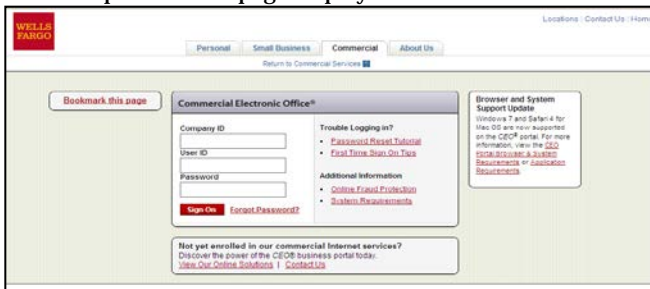 WELLS
FARGO
Locations | Contact Us | Home
Personal Small Business Commercial About Us
Return to Commercial Services
Bookmark this page
Commercial Electronic Office®
Company ID
User ID
Password
Sign On Forgot Password?
Trouble Logging in?
• Password Reset Tutorial
• First Time Sign On Tips
Additional Information
• Online Fraud Protection
• System Requirements
Browser and System
Support Update
Windows 7 and Safari 4 for
Mac OS are now supported
on the CEO® portal. For more
information, view the CEO
Portal Browser & System
Requirements or Application
Requirements.
Not yet enrolled in our commercial Internet services?
Discover the power of the CEO® business portal today.
View Our Online Solutions | Contact Us